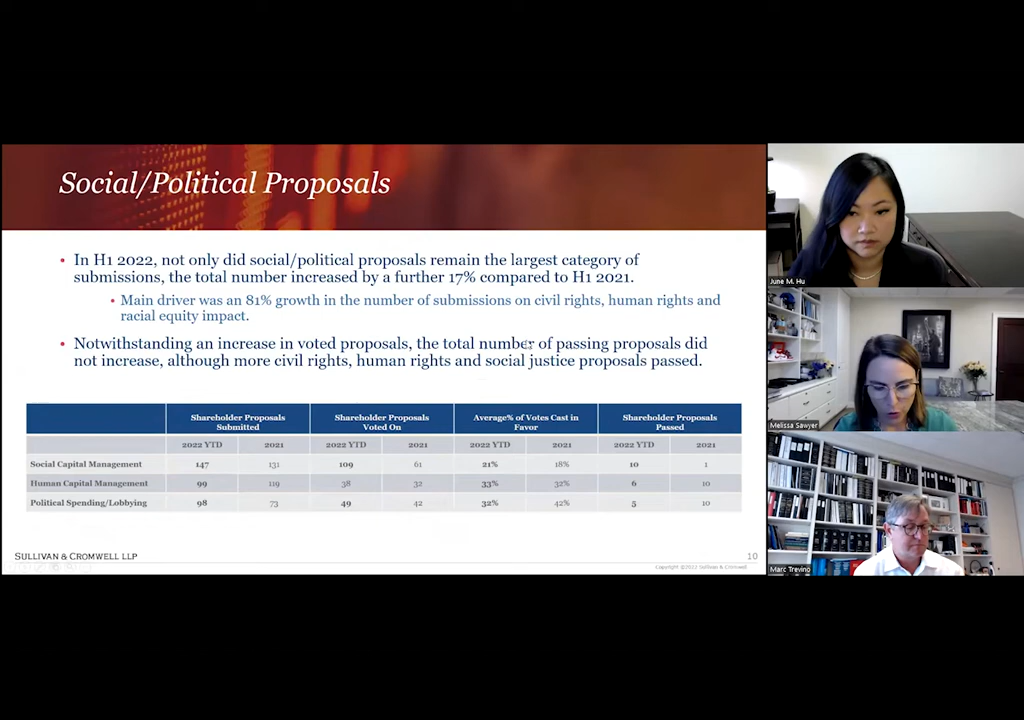 Social/Political Proposals
In H1 2022, not only did social/political proposals remain the largest category of
submissions, the total number increased by a further 17% compared to H1 2021.
Main driver was an 81% growth in the number of submissions on civil rights, human rights and
racial equity impact.
Notwithstanding an increase in voted proposals, the total number of passing proposals did
not increase, although more civil rights, human rights and social justice proposals passed.
Shareholder Proposals Submitted Shareholder Proposals Voted On Average% of Votes Cast in Favor Shareholder Proposals Passed
2022 YTD 2021 2022 YTD 2021 2022 YTD 2021 2022 YTD 2021
Social Capital Management 147 131 109 61 21% 18% 10 1
Human Capital Management 99 119 38 32 33% 32% 6 10
Political Spending/Lobbying 98 73 49 42 32% 42% 5 10
SULLIVAN & CROMWELL LLP
10
Copyright ©2022 Sullivan & Cromwell
June M. Hu
Melissa Sawyer
Marc Trevino